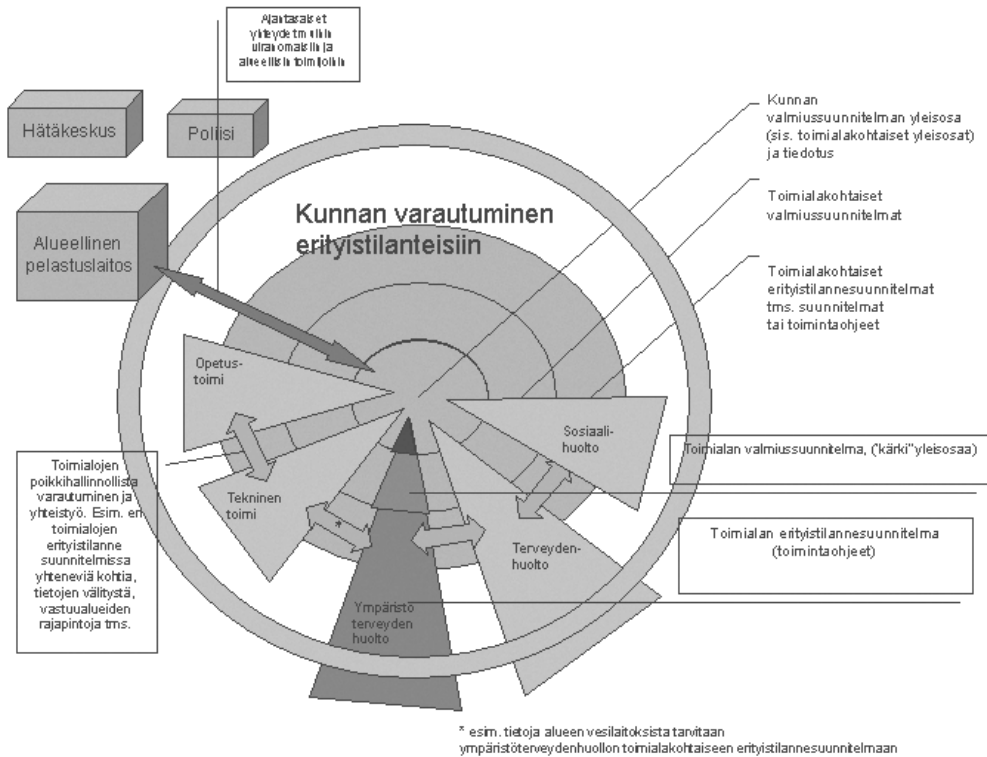 Ajantasaiset
yhteydet muihin
viranomaisiin ja
alueellisiin toimijoihin
Hätäkeskus
Poliisi
Alueellinen
pelastuslaitos
Kunnan varautuminen
erityistilanteisiin
Kunnan
valmiussuunnitelman yleisosa
(sis. toimialakohtaiset yleisosat)
ja tiedotus
Toimialakohtaiset
valmiussuunnitelmat
Toimialakohtaiset
erityistilannesuunnitelmat
tms. suunnitelmat
tai toimintaohjeet
Opetus-
toimi
Tekninen
toimi
*
Ympäristö
terveyden
huolto
Terveyden-
huolto
Sosiaali-
huolto
Toimialan valmiussuunnitelma, ("kärki" yleisosaa)
Toimialan erityistilannesuunnitelma
(toimintaohjeet)
Toimialojen
poikkihallinnollista
varautuminen ja
yhteistyö. Esim. eri
toimialojen
erityistilanne
suunnitelmissa
yhteneviä kohtia,
tietojen välitystä,
vastuualueiden
rajapintoja tms.
* esim. tietoja alueen vesilaitoksista tarvitaan
ympäristöterveydenhuollon toimialakohtaiseen erityistilannesuunnitelmaan